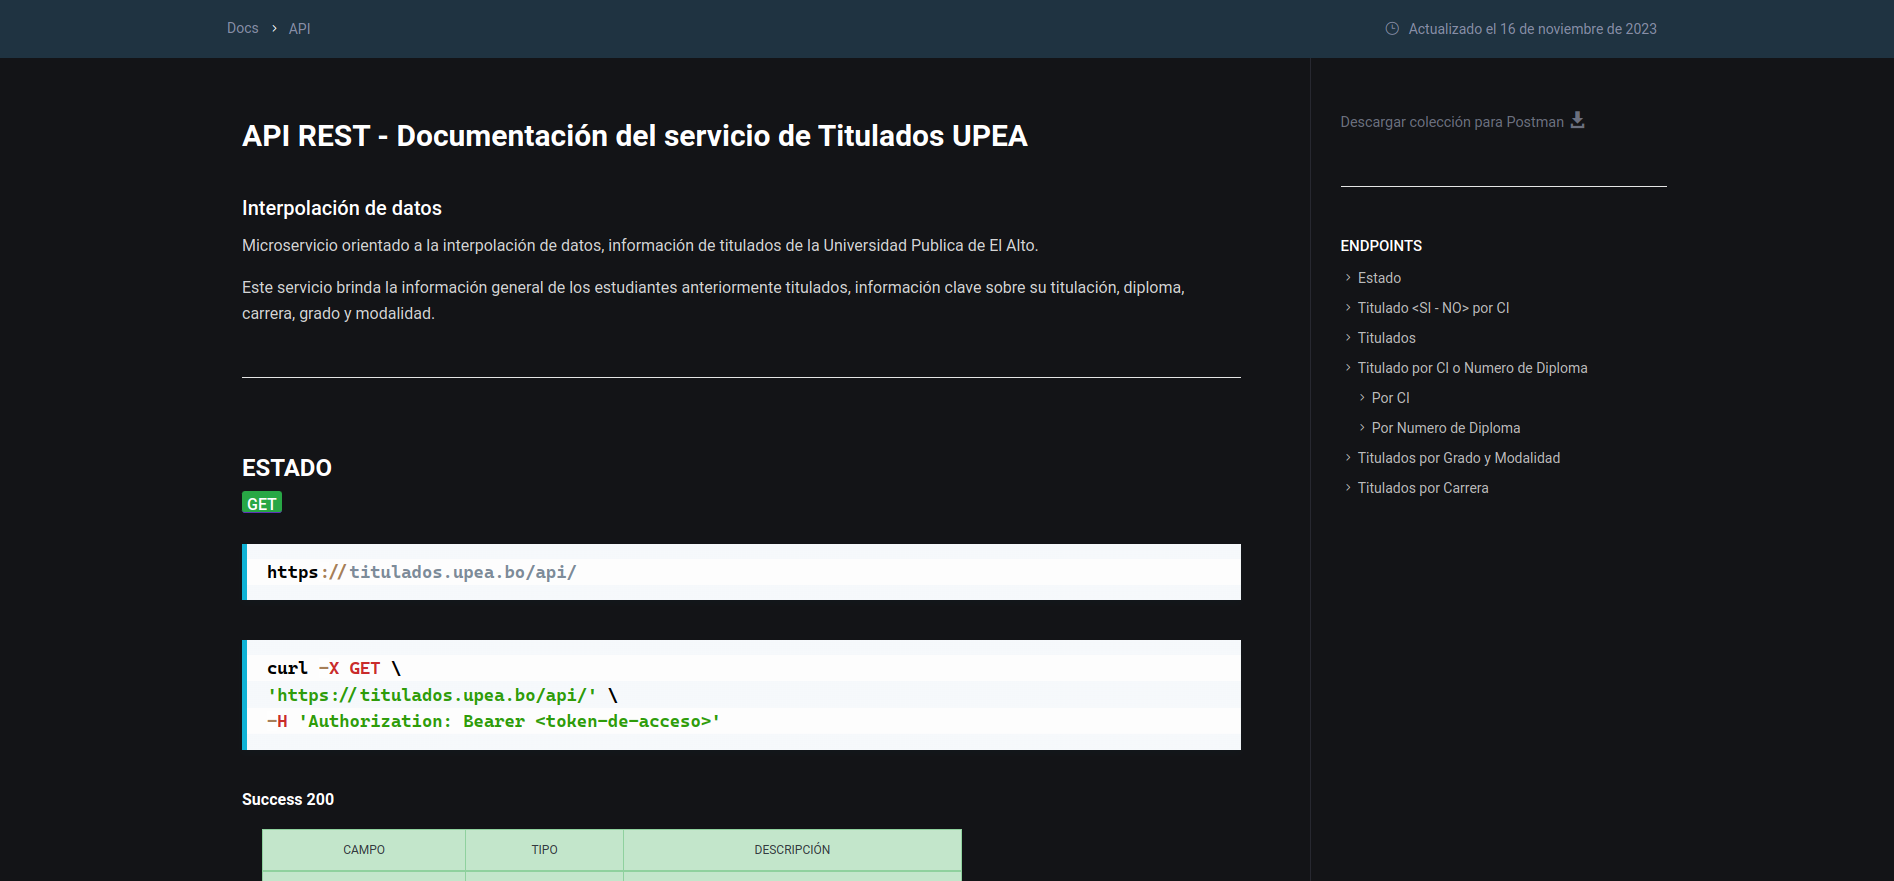 Docs > API
Actualizado el 16 de noviembre de 2023
API REST - Documentación del servicio de Titulados UPEA
Interpolación de datos
Microservicio orientado a la interpolación de datos, información de titulados de la Universidad Publica de El Alto.
Este servicio brinda la información general de los estudiantes anteriormente titulados, información clave sobre su titulación, diploma,
carrera, grado y modalidad.
ESTADO
GET
https://titulados.upea.bo/api/
curl -X GET \
'https://titulados.upea.bo/api/' \
-H 'Authorization: Bearer <token-de-acceso>'
Success 200
CAMPO TIPO DESCRIPCIÓN
Descargar colección para Postman
ENDPOINTS
> Estado
> Titulado <SI - NO> por CI
> Titulados
> Titulado por CI o Numero de Diploma
> Por CI
> Por Numero de Diploma
> Titulados por Grado y Modalidad
> Titulados por Carrera